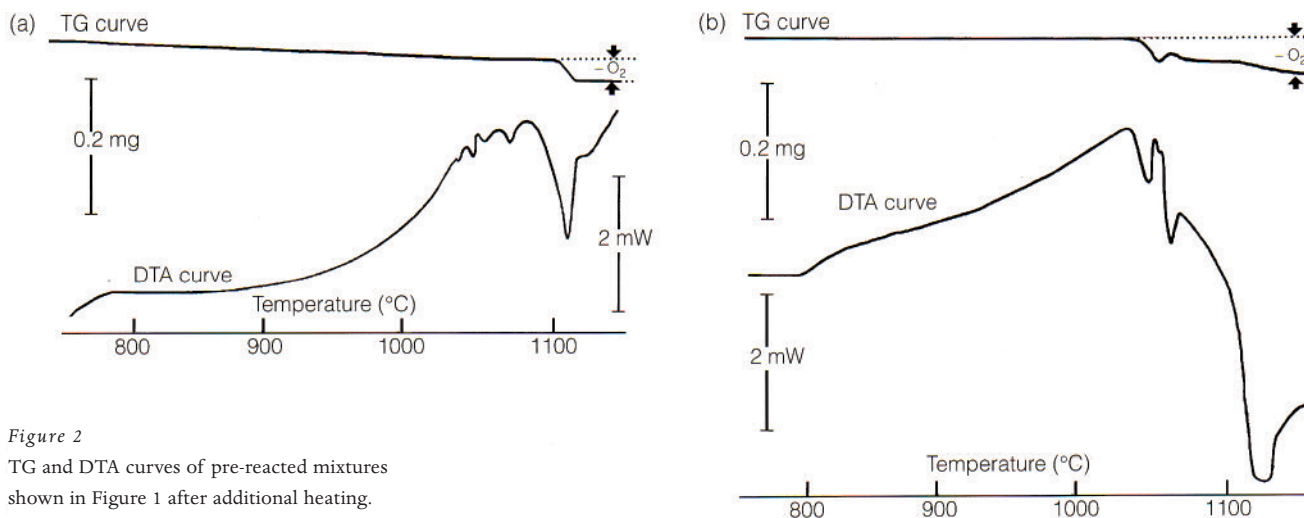 (a)
TG curve
– O2
0.2 mg
2 mW
DTA curve
Temperature (°C)
800 900 1000 1100
Figure 2
TG and DTA curves of pre-reacted mixtures
shown in Figure 1 after additional heating.
(b)
TG curve
– O2
0.2 mg
DTA curve
2 mW
Temperature (°C)
800 900 1000 1100